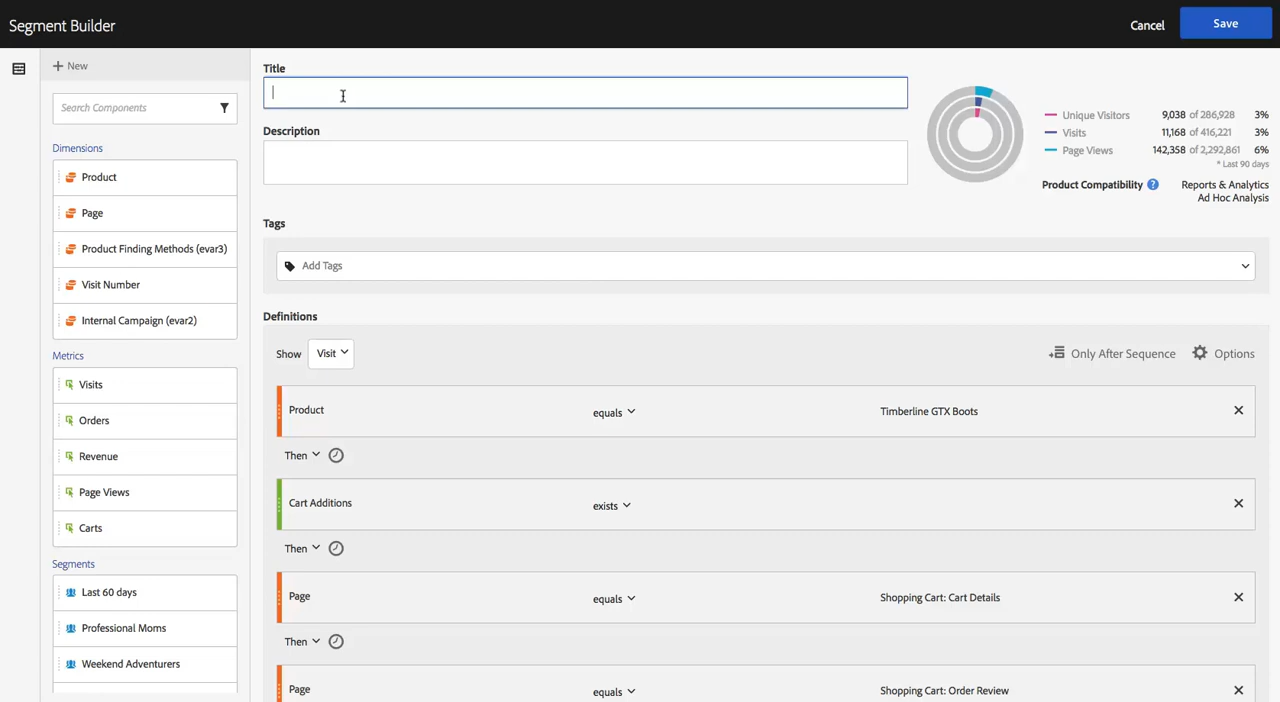 Segment Builder
Cancel
Save
+ New
Search Components
Dimensions
Product
Page
Product Finding Methods (evar3)
Visit Number
Internal Campaign (evar2)
Metrics
Visits
Orders
Revenue
Page Views
Carts
Segments
Last 60 days
Professional Moms
Weekend Adventurers
Title
Description
Unique Visitors 9,038 of 286,928 3%
Visits 11,168 of 416,221 3%
Page Views 142,358 of 2,292,861 6%
* Last 90 days
Product Compatibility ? Reports & Analytics
Ad Hoc Analysis
Tags
Add Tags
Definitions
Show Visit
Only After Sequence Options
Product equals Timberline GTX Boots
Then
Cart Additions exists
Then
Page equals Shopping Cart: Cart Details
Then
Page equals Shopping Cart: Order Review